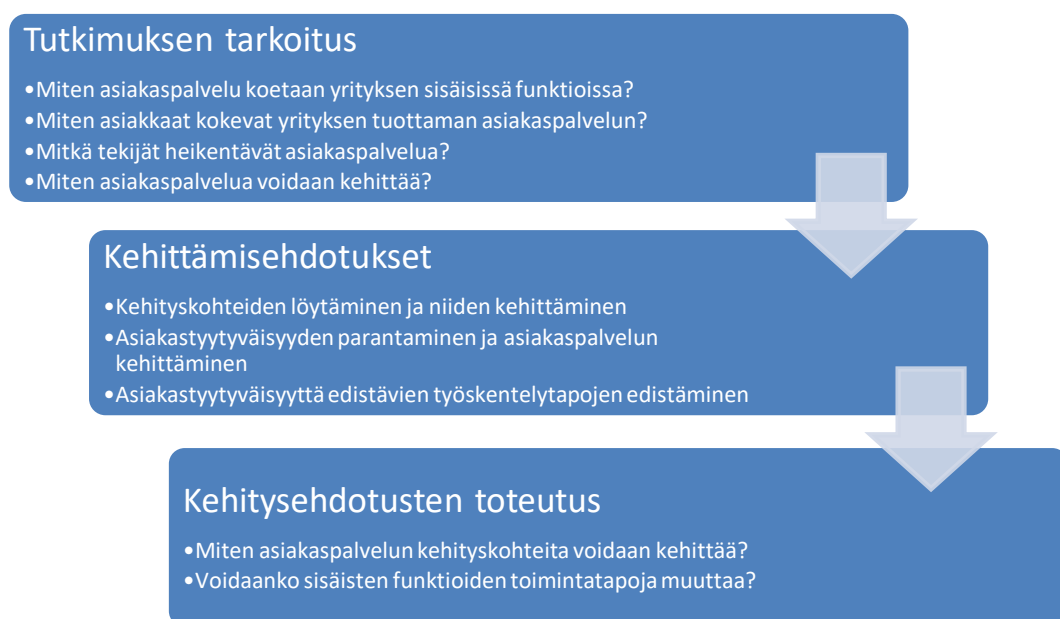 Tutkimuksen tarkoitus
•Miten asiakaspalvelu koetaan yrityksen sisäisissä funktioissa?
•Miten asiakkaat kokevat yrityksen tuottaman asiakaspalvelun?
•Mitkä tekijät heikentävät asiakaspalvelua?
•Miten asiakaspalvelua voidaan kehittää?
Kehittämisehdotukset
•Kehityskohteiden löytäminen ja niiden kehittäminen
•Asiakastyytyväisyyden parantaminen ja asiakaspalvelun
kehittäminen
•Asiakastyytyväisyyttä edistävien työskentelytapojen edistäminen
Kehitysehdotusten toteutus
•Miten asiakaspalvelun kehityskohteita voidaan kehittää?
•Voidaanko sisäisten funktioiden toimintatapoja muuttaa?